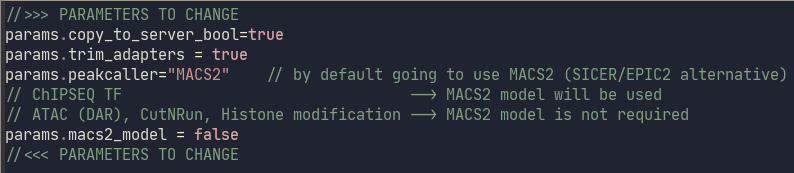 //>>> PARAMETERS TO CHANGE
params.copy_to_server_bool=true
params.trim_adapters = true
params.peakcaller="MACS2"    // by default going to use MACS2 (SICER/EPIC2 alternative)
// ChIPSEQ TF                                --> MACS2 model will be used
// ATAC (DAR), CutNRun, Histone modification --> MACS2 model is not required
params.macs2_model = false
//<<< PARAMETERS TO CHANGE